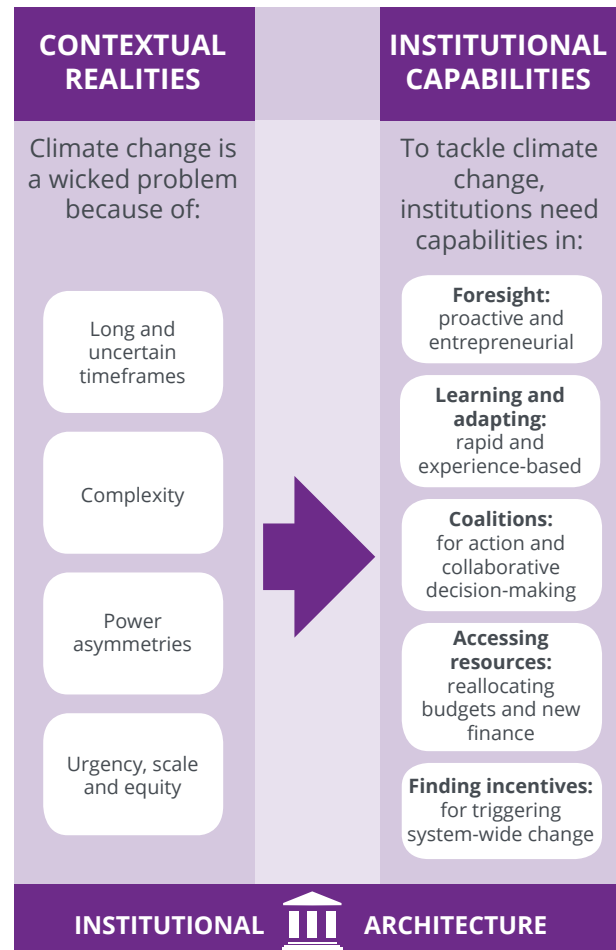 CONTEXTUAL
REALITIES
Climate change is
a wicked problem
because of:
Long and
uncertain
timeframes
Complexity
Power
asymmetries
Urgency, scale
and equity
INSTITUTIONAL
CAPABILITIES
To tackle climate
change,
institutions need
capabilities in:
Foresight:
proactive and
entrepreneurial
Learning and
adapting:
rapid and
experience-based
Coalitions:
for action and
collaborative
decision-making
Accessing
resources:
reallocating
budgets and new
finance
Finding incentives:
for triggering
system-wide change
INSTITUTIONAL ARCHITECTURE